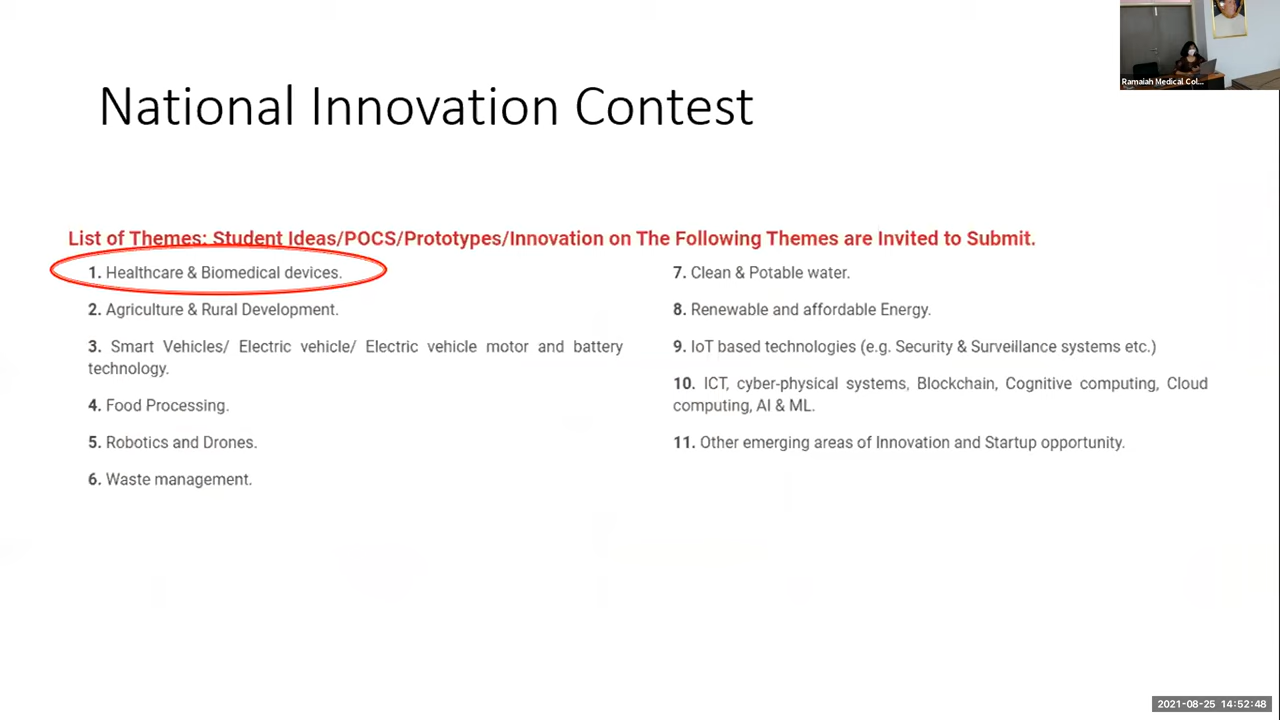 National Innovation Contest
List of Themes: Student Ideas/POCS/Prototypes/Innovation on The Following Themes are Invited to Submit.
1. Healthcare & Biomedical devices.
2. Agriculture & Rural Development.
3. Smart Vehicles/ Electric vehicle/ Electric vehicle motor and battery
technology.
4. Food Processing.
5. Robotics and Drones.
6. Waste management.
7. Clean & Potable water.
8. Renewable and affordable Energy.
9. IoT based technologies (e.g. Security & Surveillance systems etc.)
10. ICT, cyber-physical systems, Blockchain, Cognitive computing, Cloud
computing, AI & ML.
11. Other emerging areas of Innovation and Startup opportunity.
Ramaiah Medical Col...
2021-08-25 14:52:48